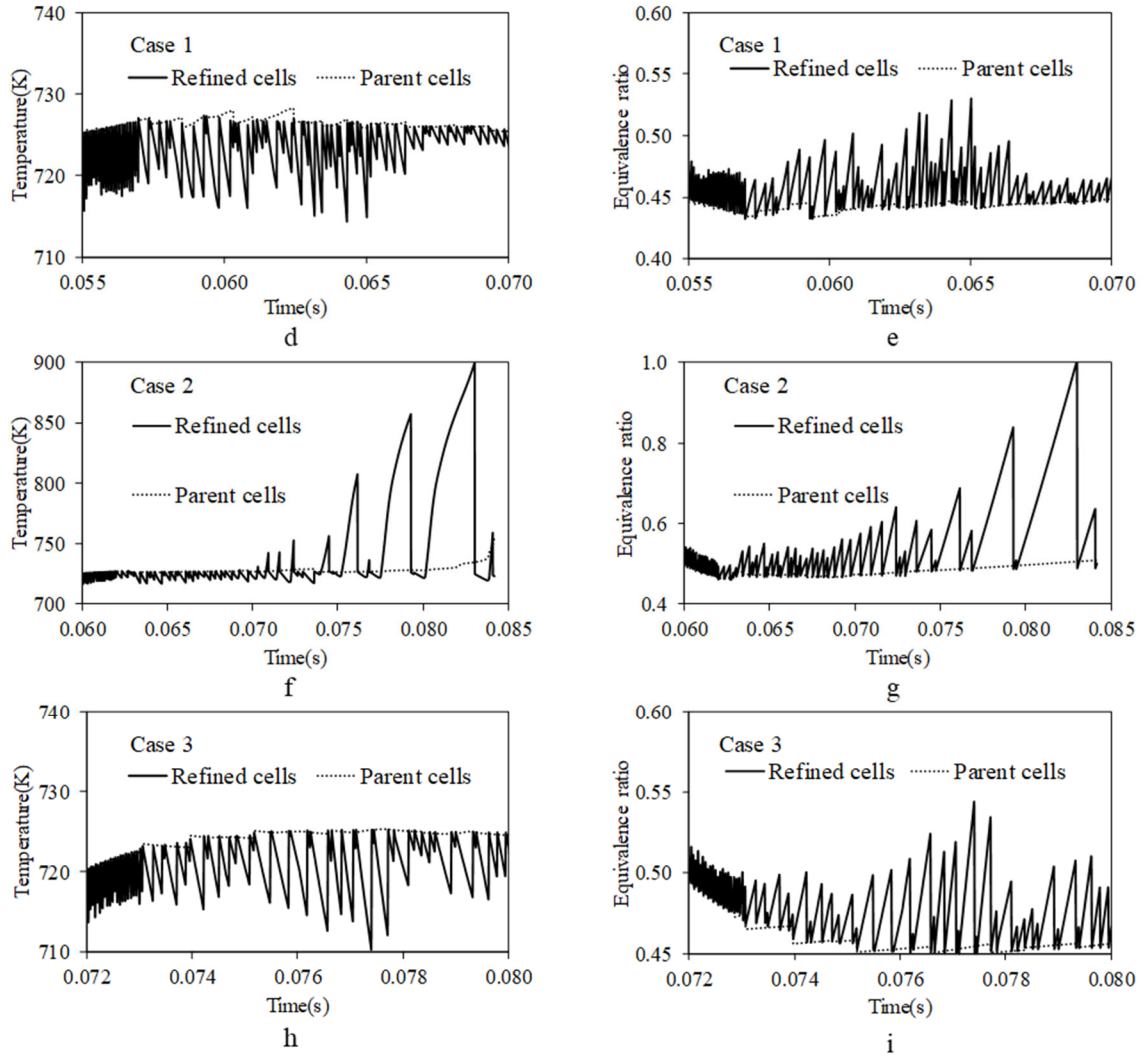 740
730
720
710
Temperature(K)
Case 1
Refined cells Parent cells
0.055 0.060 0.065 0.070
Time(s)
d
0.60
0.55
0.50
0.45
0.40
Equivalence ratio
Case 1
Refined cells Parent cells
0.055 0.060 0.065 0.070
Time(s)
e
900
850
800
750
700
Temperature(K)
Case 2
Refined cells
Parent cells
0.060 0.065 0.070 0.075 0.080 0.085
Time(s)
f
1.0
0.8
0.6
0.4
Equivalence ratio
Case 2
Refined cells
Parent cells
0.060 0.065 0.070 0.075 0.080 0.085
Time(s)
g
740
730
720
710
Temperature(K)
Case 3
Refined cells Parent cells
0.072 0.074 0.076 0.078 0.080
Time(s)
h
0.60
0.55
0.50
0.45
Equivalence ratio
Case 3
Refined cells Parent cells
0.072 0.074 0.076 0.078 0.080
Time(s)
i